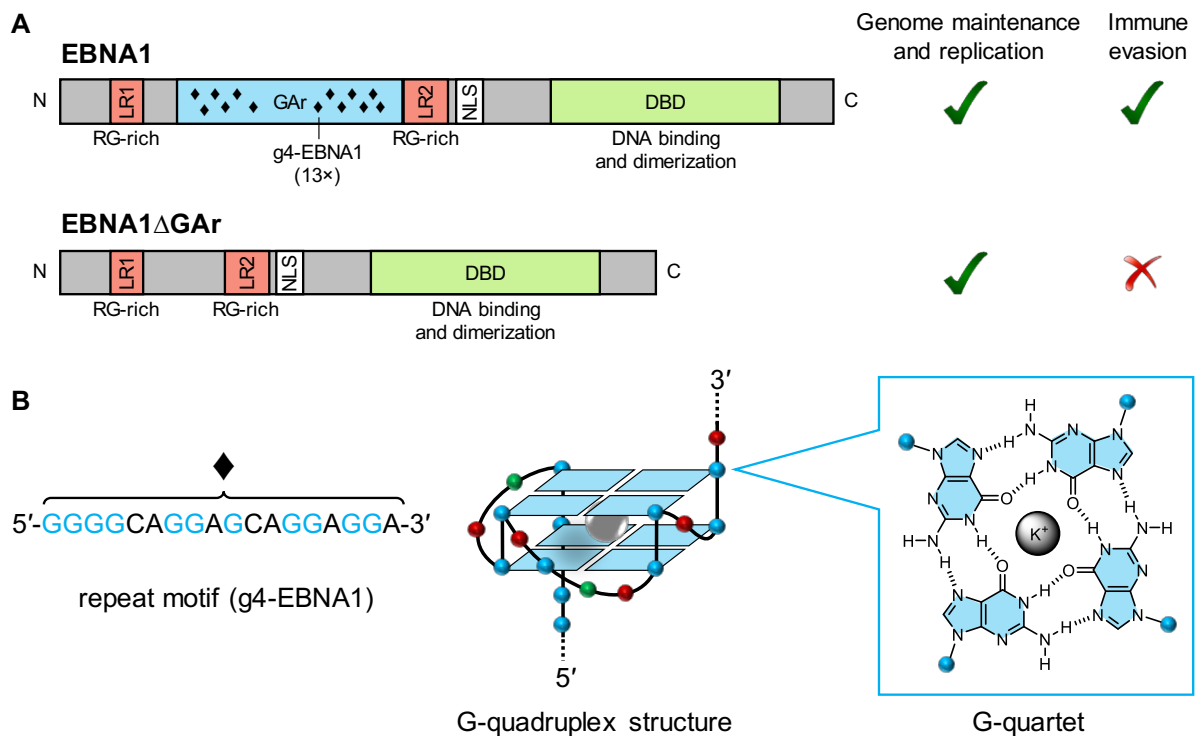 A
Genome maintenance
and replication
Immune
evasion
EBNA1
N
LR1
GAr
LR2
NLS
DBD
C
RG-rich
g4-EBNA1
(13×)
RG-rich
DNA binding
and dimerization
EBNA1ΔGAr
N
LR1
LR2
NLS
DBD
C
RG-rich
RG-rich
DNA binding
and dimerization
B
5′-GGGGCAGGAGCAGGAGGA-3′
repeat motif (g4-EBNA1)
3′
5′
G-quadruplex structure
H
N
N
N
H
N
H
N
N
N
O
H
N
N
O
N
H
N
H
H
N
N
K⁺
H
N
H
N
H
O
O
N
N
H
N
N
N
H
N
H
N
N
N
H
G-quartet